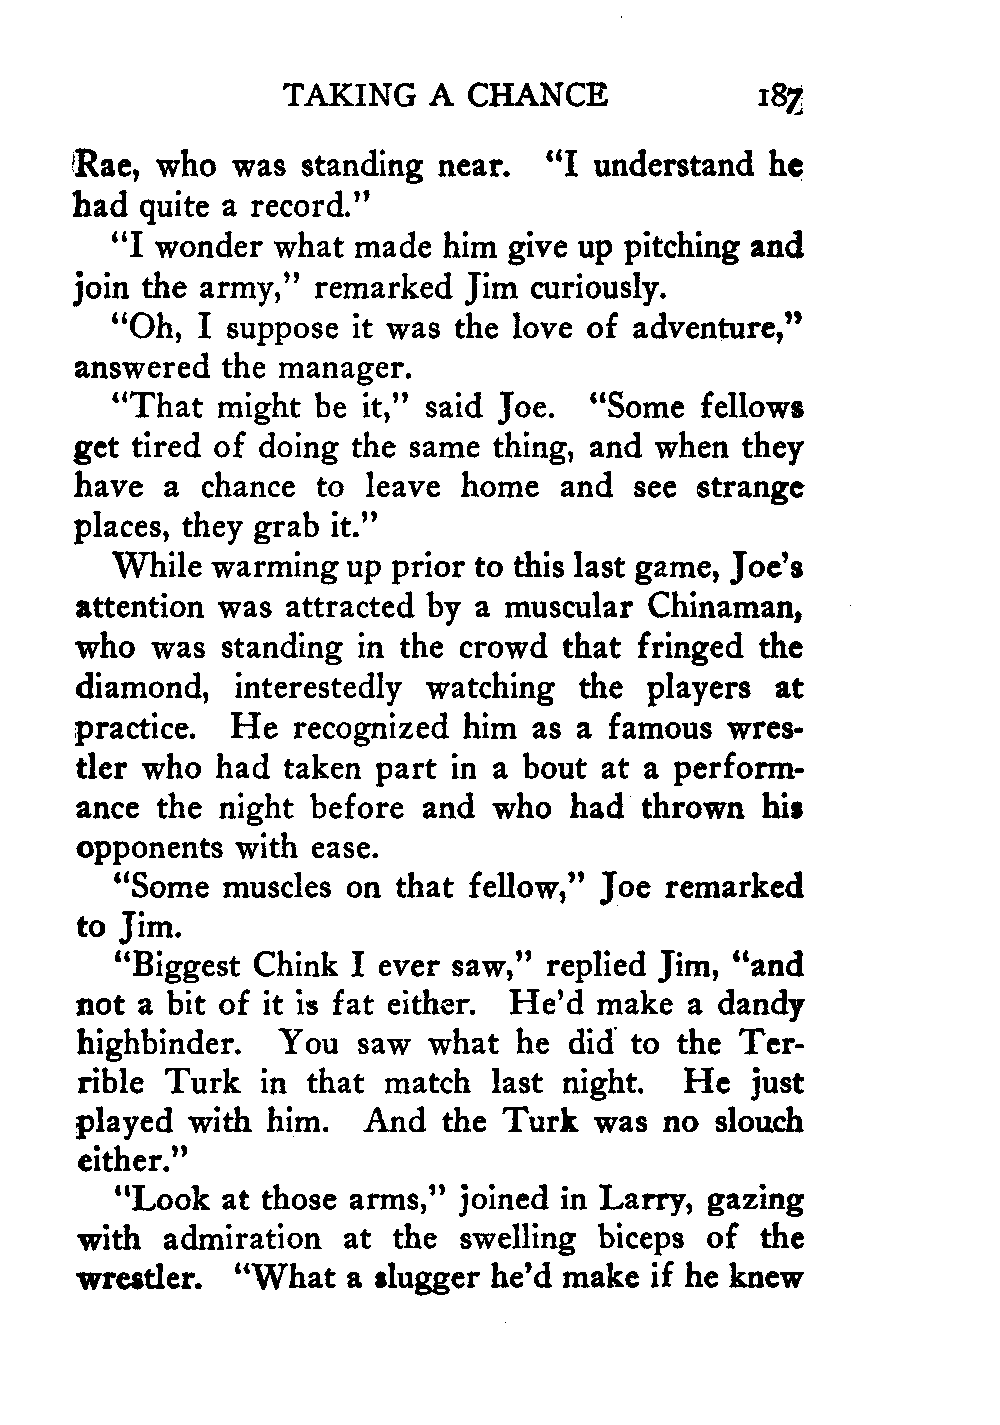 TAKING A CHANCE 187
Rae, who was standing near. "I understand he
had quite a record."
"I wonder what made him give up pitching and
join the army," remarked Jim curiously.
"Oh, I suppose it was the love of adventure,"
answered the manager.
"That might be it," said Joe. "Some fellows
get tired of doing the same thing, and when they
have a chance to leave home and see strange
places, they grab it."
While warming up prior to this last game, Joe's
attention was attracted by a muscular Chinaman,
who was standing in the crowd that fringed the
diamond, interestedly watching the players at
practice. He recognized him as a famous wres-
tler who had taken part in a bout at a perform-
ance the night before and who had thrown his
opponents with ease.
"Some muscles on that fellow," Joe remarked
to Jim.
"Biggest Chink I ever saw," replied Jim, "and
not a bit of it is fat either. He'd make a dandy
highbinder. You saw what he did to the Ter-
rible Turk in that match last night. He just
played with him. And the Turk was no slouch
either."
"Look at those arms," joined in Larry, gazing
with admiration at the swelling biceps of the
wrestler. "What a slugger he'd make if he knew